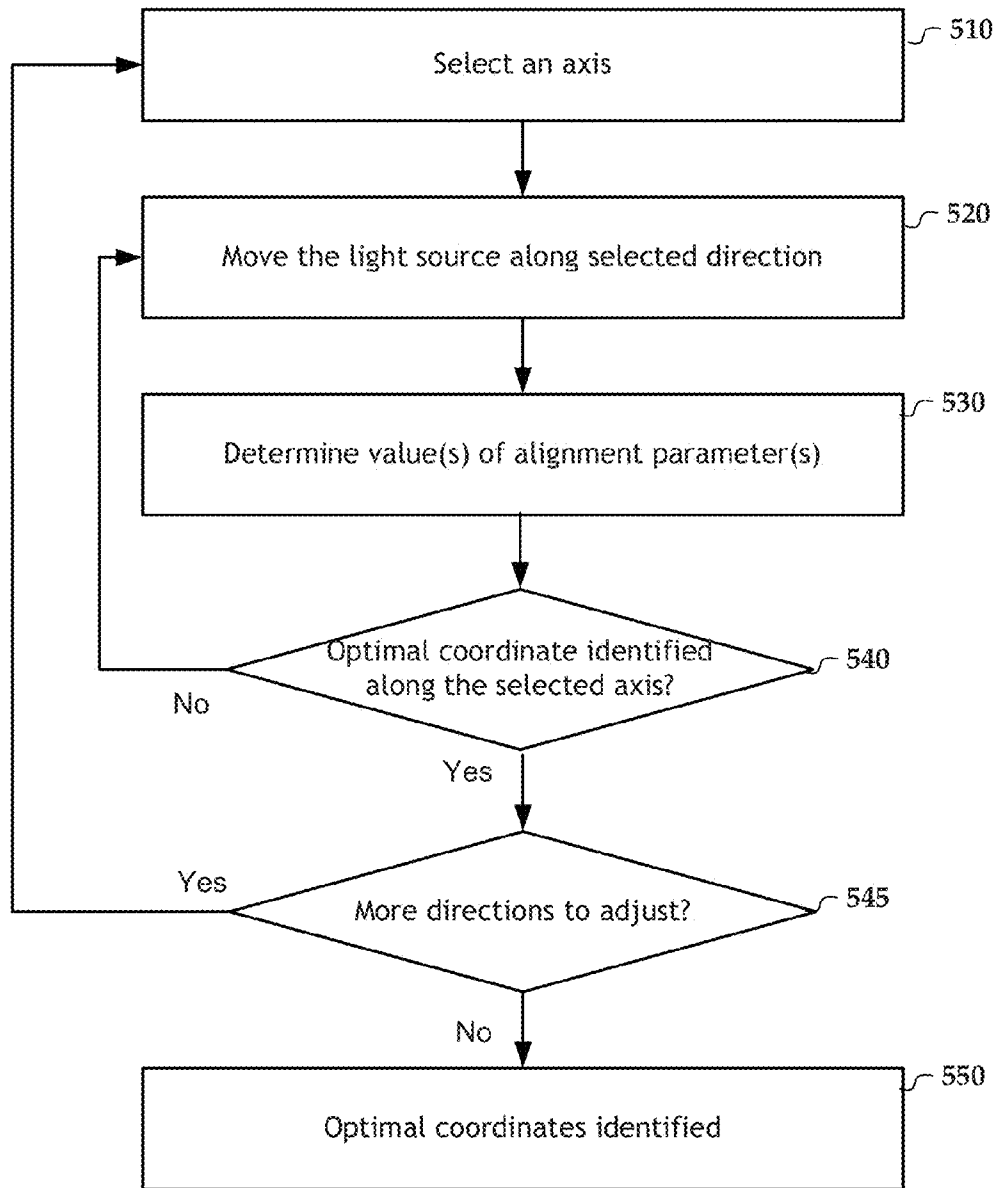 510
Select an axis
520
Move the light source along selected direction
530
Determine value(s) of alignment parameter(s)
Optimal coordinate identified
along the selected axis?
540
No
Yes
Yes
More directions to adjust?
545
No
550
Optimal coordinates identified